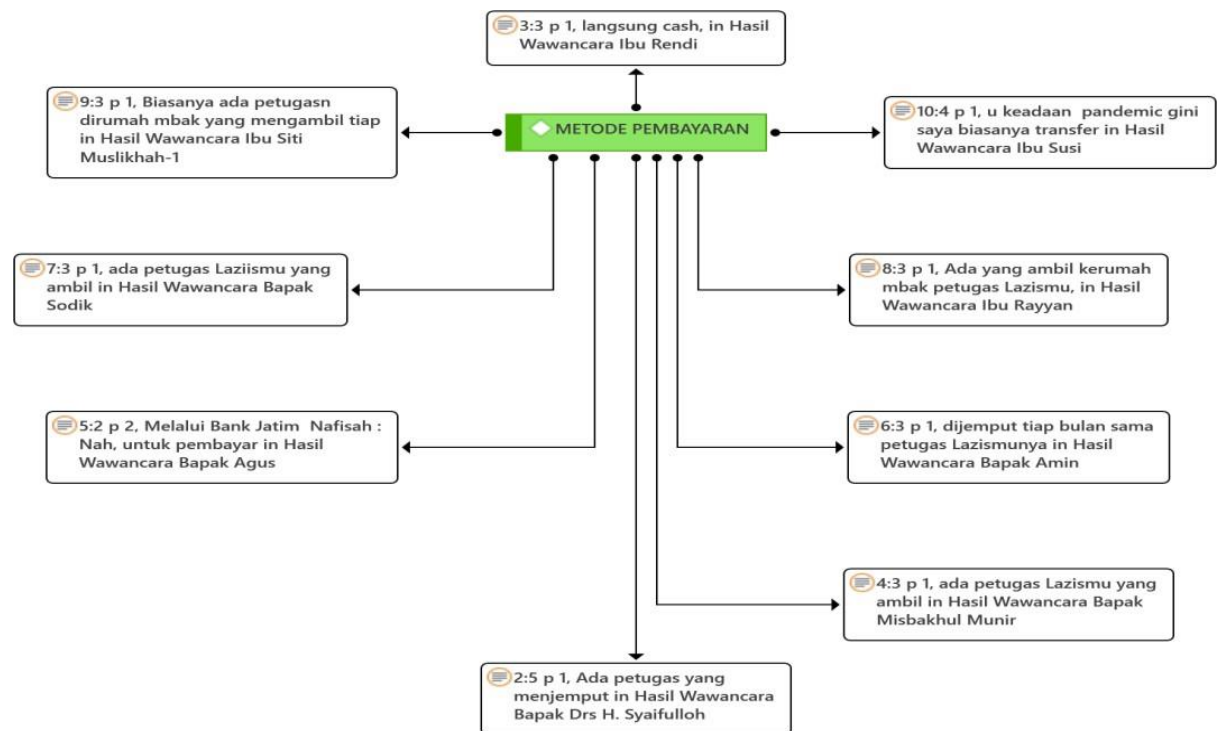 3:3 p 1, langsung cash, in Hasil
Wawancara Ibu Rendi
9:3 p 1, Biasanya ada petugasn
dirumah mbak yang mengambil tiap
in Hasil Wawancara Ibu Siti
Muslikhah-1
METODE PEMBAYARAN
10:4 p 1, u keadaan  pandemic gini
saya biasanya transfer in Hasil
Wawancara Ibu Susi
7:3 p 1, ada petugas Laziismu yang
ambil in Hasil Wawancara Bapak
Sodik
8:3 p 1, Ada yang ambil kerumah
mbak petugas Lazismu, in Hasil
Wawancara Ibu Rayyan
5:2 p 2, Melalui Bank Jatim  Nafisah :
Nah, untuk pembayar in Hasil
Wawancara Bapak Agus
6:3 p 1, dijemput tiap bulan sama
petugas Lazismunya in Hasil
Wawancara Bapak Amin
4:3 p 1, ada petugas Lazismu yang
ambil in Hasil Wawancara Bapak
Misbakhul Munir
2:5 p 1, Ada petugas yang
menjemput in Hasil Wawancara
Bapak Drs H. Syaifulloh